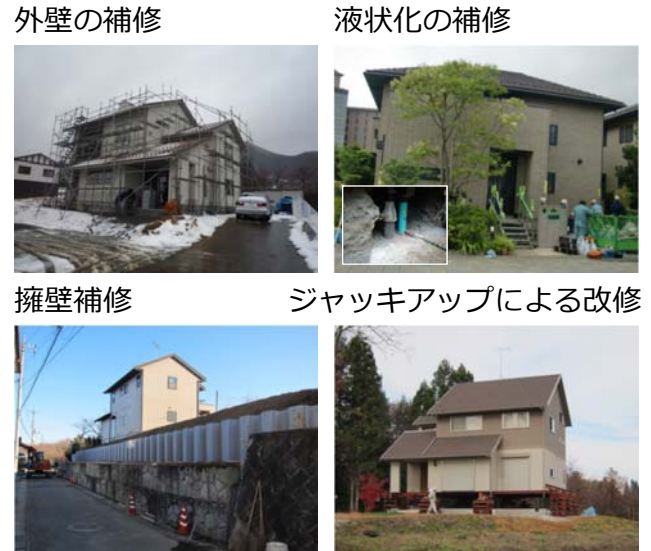 外壁の補修
液状化の補修
擁壁補修
ジャッキアップによる改修